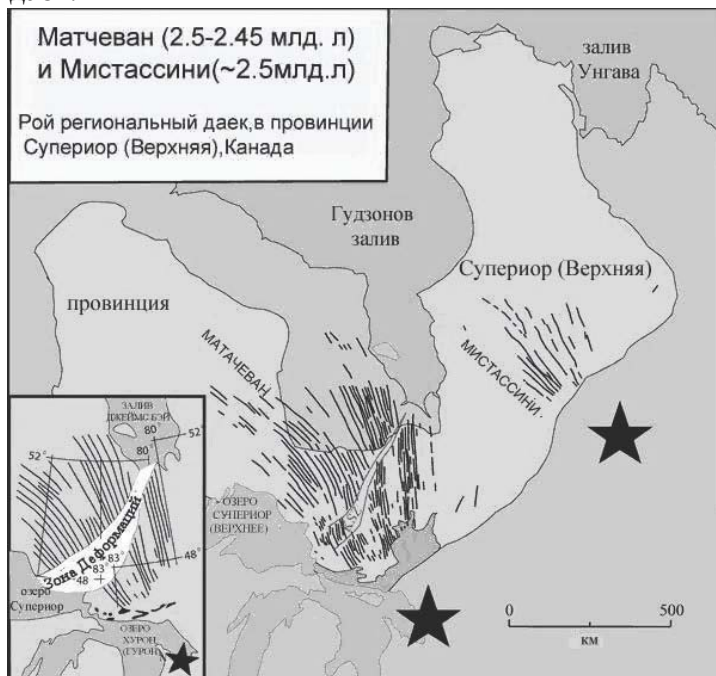 Матчеван (2.5-2.45 млд. л)
и Мистассини(~2.5млд.л)
Рой региональный даек,в провинции
Супериор (Верхняя),Канада
залив
Унгава
Гудзонов
залив
Супериор (Верхняя)
провинция
МАТАЧЕВАН
МИСТАССИНИ
ОЗЕРО
СУПЕРИОР
(ВЕРХНЕЕ)
0 500
км
ЗАЛИВ
ДЖЕЙМС БЭЙ
80°
52°
52°
80°
Зона Деформаций
83°
83°
48°
48
озеро
Супериор
ОЗЕРО
ХУРОН
(ГУРОН)